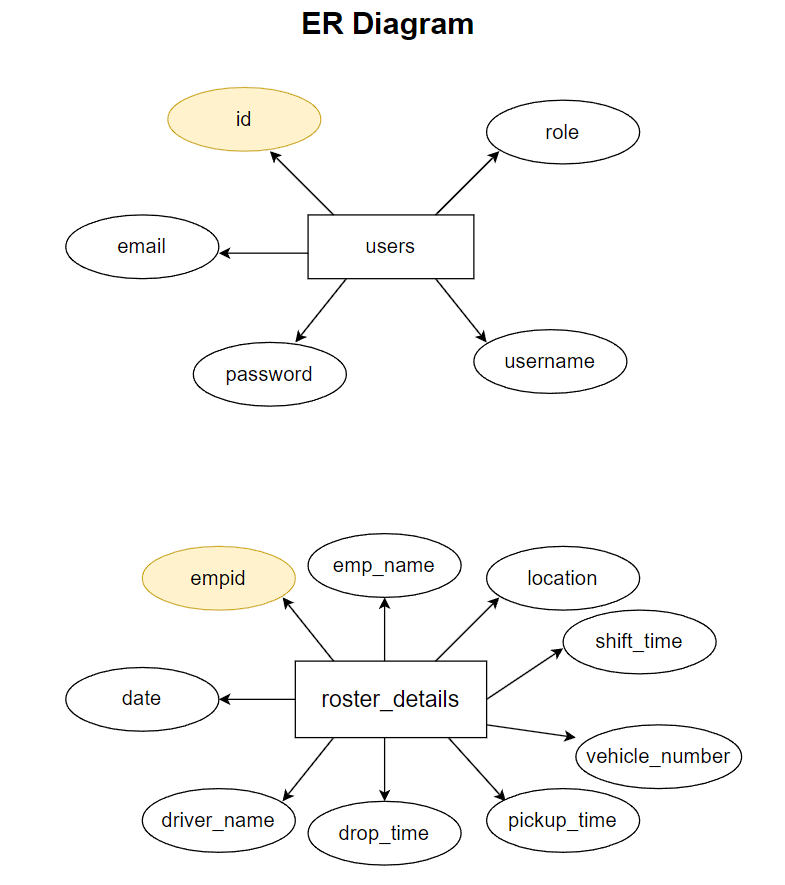 ER Diagram
id
role
email
users
password
username
empid
emp_name
location
shift_time
date
roster_details
vehicle_number
driver_name
drop_time
pickup_time